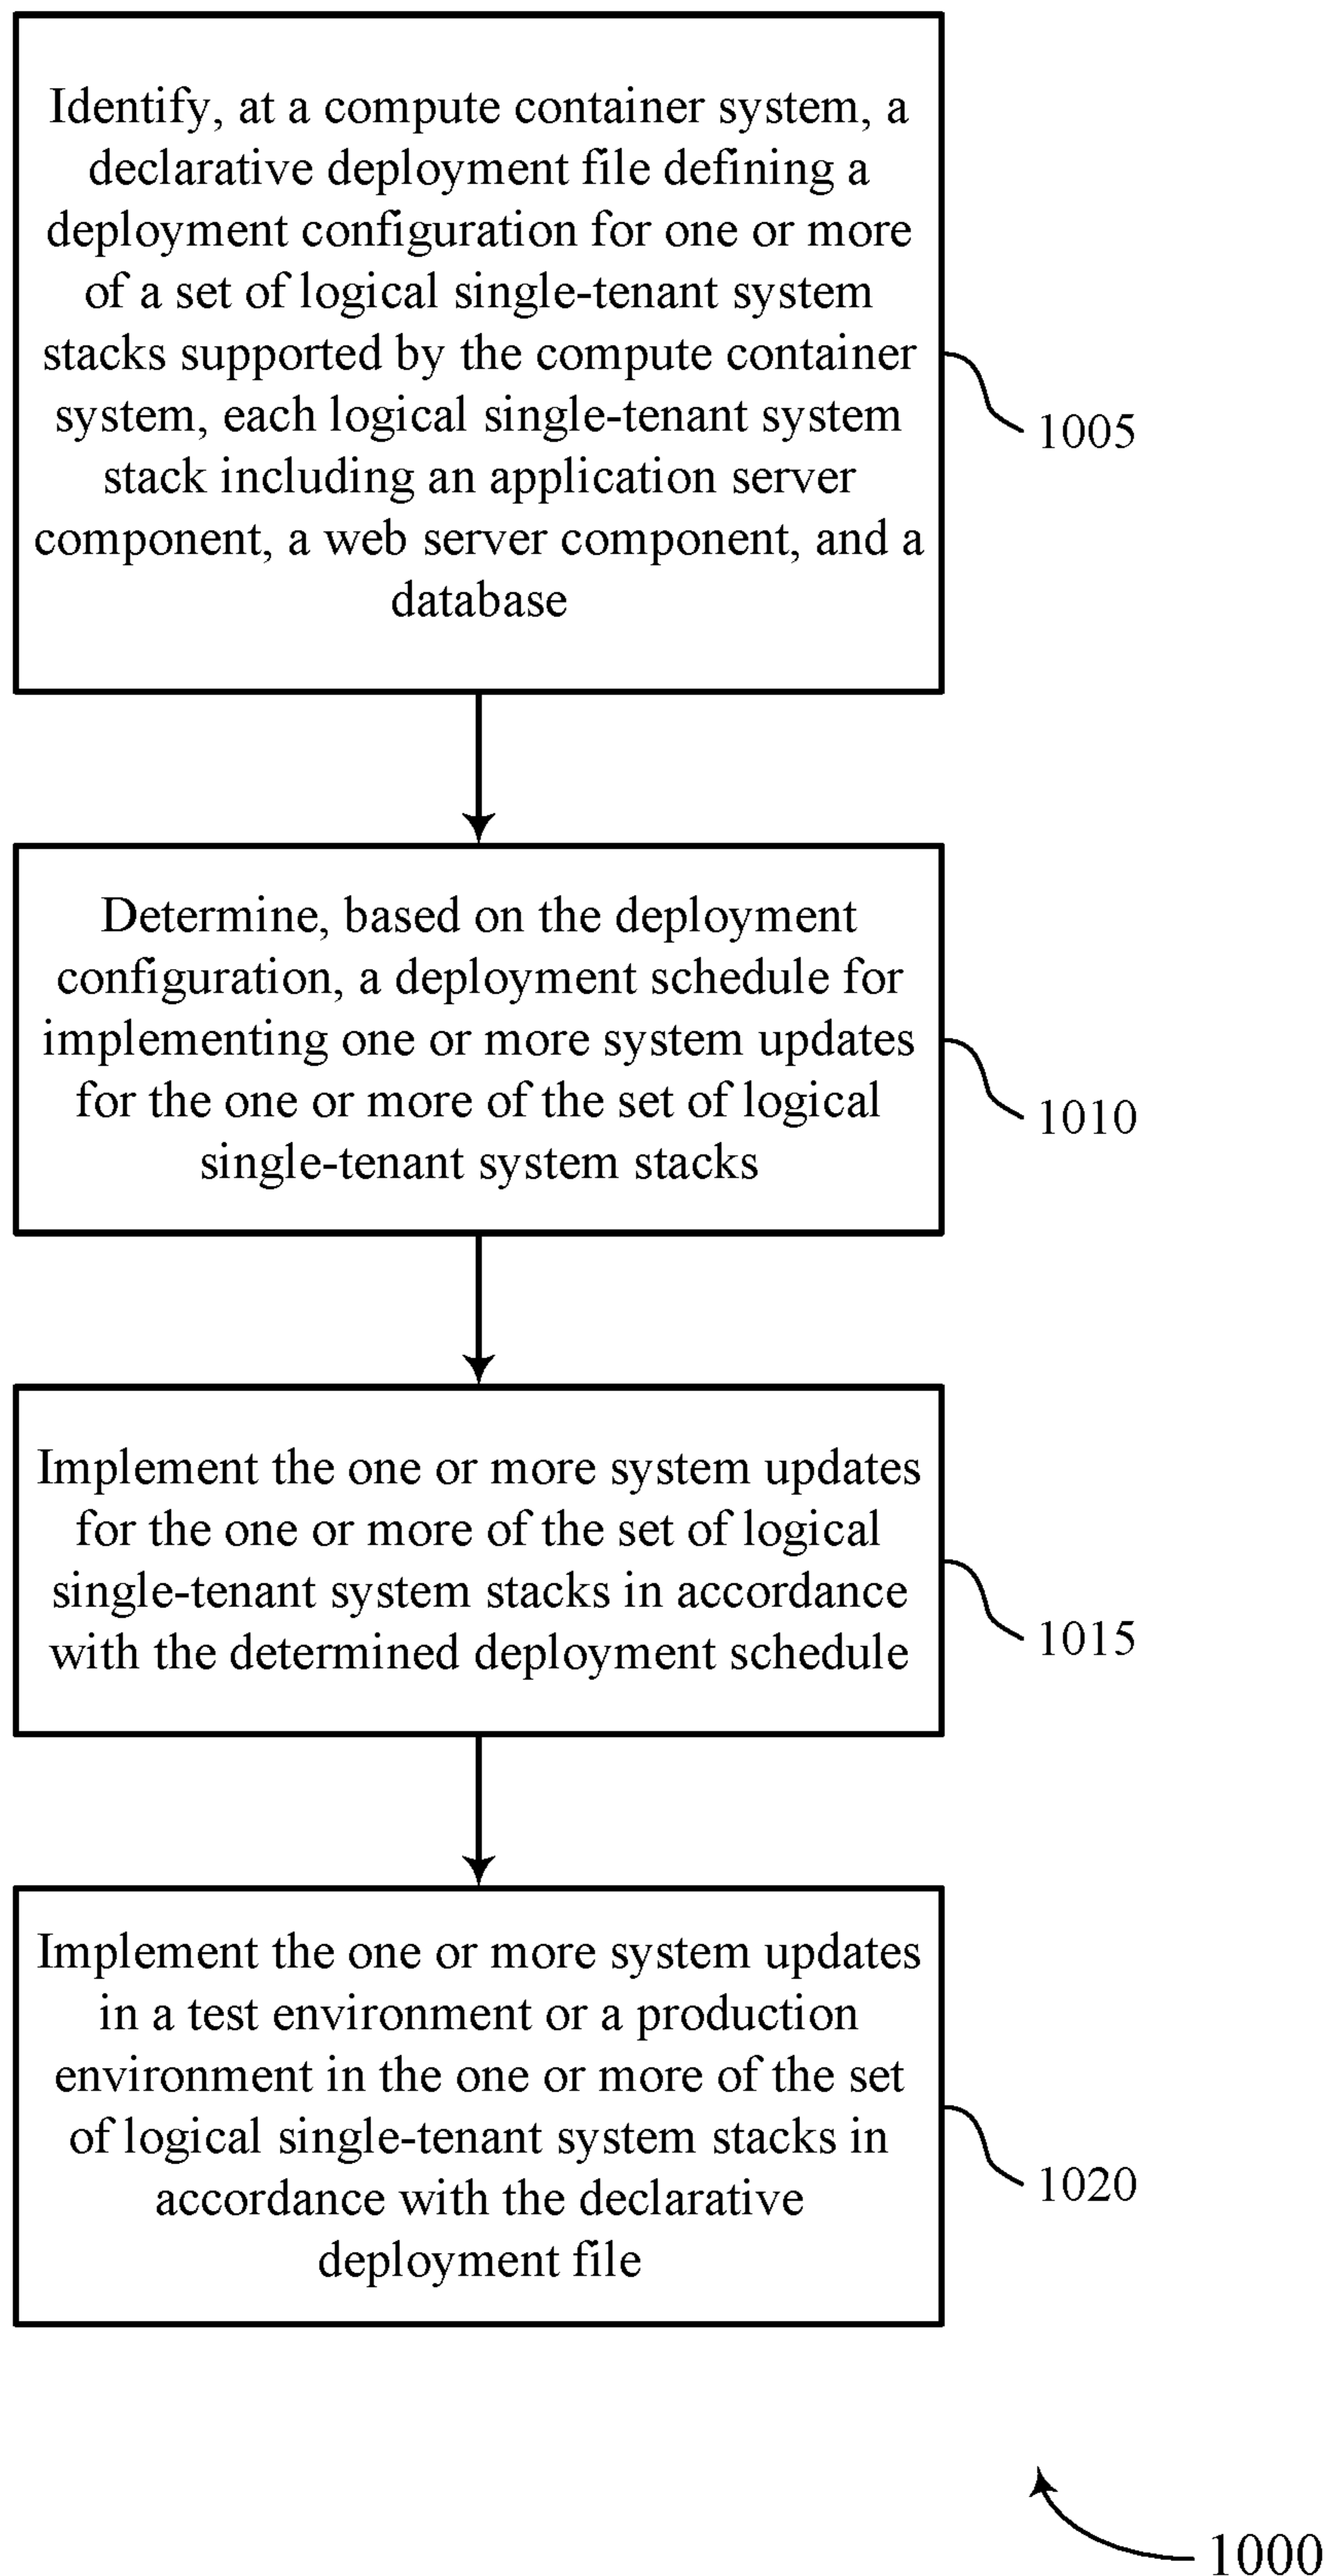 Identify, at a compute container system, a
declarative deployment file defining a
deployment configuration for one or more
of a set of logical single-tenant system
stacks supported by the compute container
system, each logical single-tenant system
stack including an application server
component, a web server component, and a
database
1005
Determine, based on the deployment
configuration, a deployment schedule for
implementing one or more system updates
for the one or more of the set of logical
single-tenant system stacks
1010
Implement the one or more system updates
for the one or more of the set of logical
single-tenant system stacks in accordance
with the determined deployment schedule
1015
Implement the one or more system updates
in a test environment or a production
environment in the one or more of the set
of logical single-tenant system stacks in
accordance with the declarative
deployment file
1020
1000